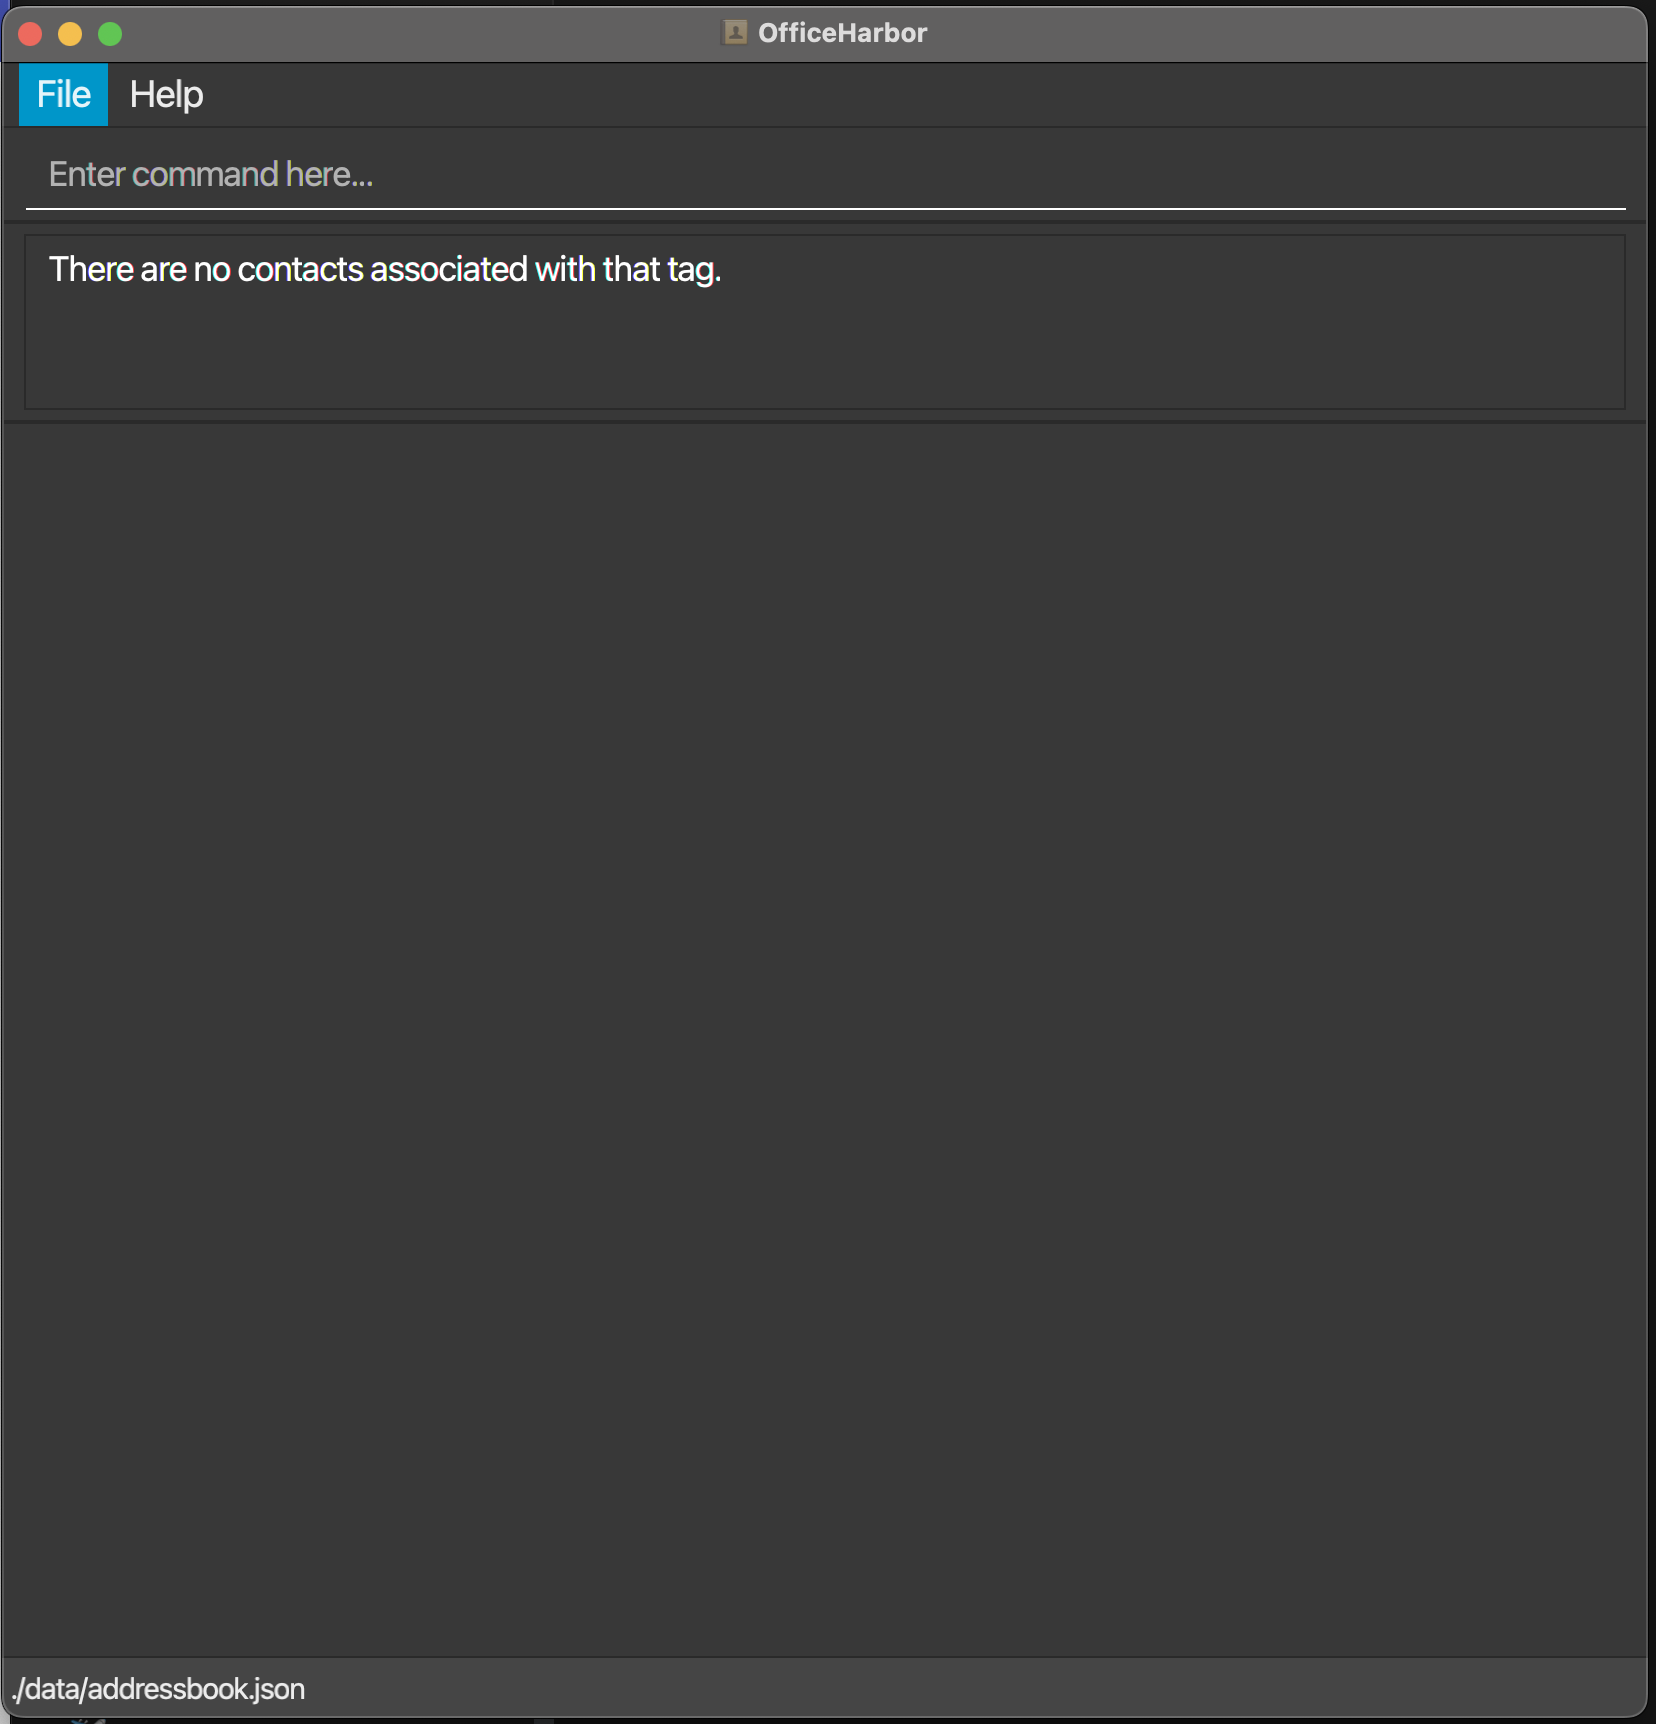 OfficeHarbor
File Help
Enter command here...
There are no contacts associated with that tag.
./data/addressbook.json